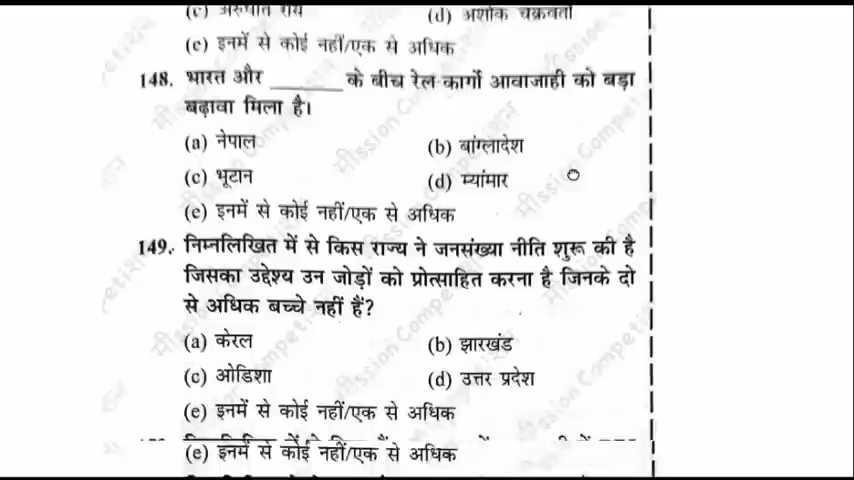 (c) अरुपात राय (d) अशोक चक्रवर्ती
(e) इनमें से कोई नहीं/एक से अधिक
148. भारत और ______ के बीच रेल कार्गो आवाजाही को बड़ा
बढ़ावा मिला है।
(a) नेपाल (b) बांग्लादेश
(c) भूटान (d) म्यांमार
(e) इनमें से कोई नहीं/एक से अधिक
149. निम्नलिखित में से किस राज्य ने जनसंख्या नीति शुरू की है
जिसका उद्देश्य उन जोड़ों को प्रोत्साहित करना है जिनके दो
से अधिक बच्चे नहीं हैं?
(a) केरल (b) झारखंड
(c) ओडिशा (d) उत्तर प्रदेश
(e) इनमें से कोई नहीं/एक से अधिक
(e) इनमें से कोई नहीं/एक से अधिक